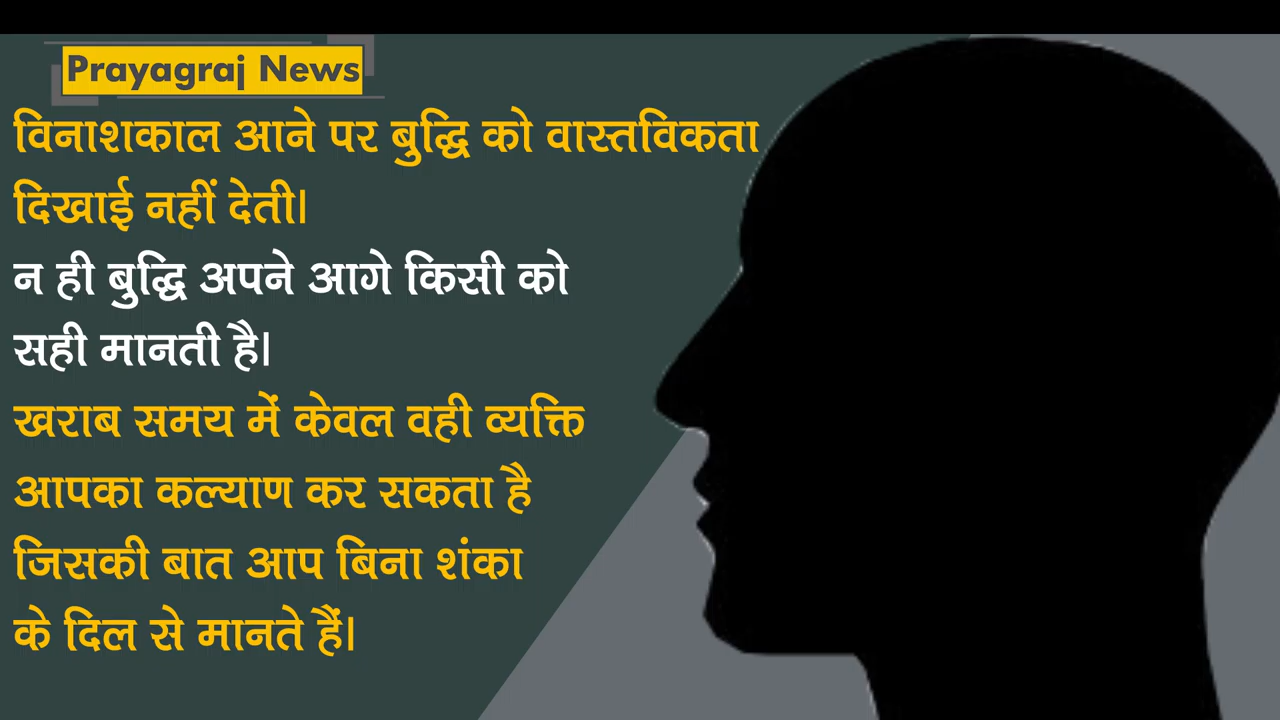 Prayagraj News
विनाशकाल आने पर बुद्धि को वास्तविकता
दिखाई नहीं देती।
न ही बुद्धि अपने आगे किसी को
सही मानती है।
खराब समय में केवल वही व्यक्ति
आपका कल्याण कर सकता है
जिसकी बात आप बिना शंका
के दिल से मानते हैं।